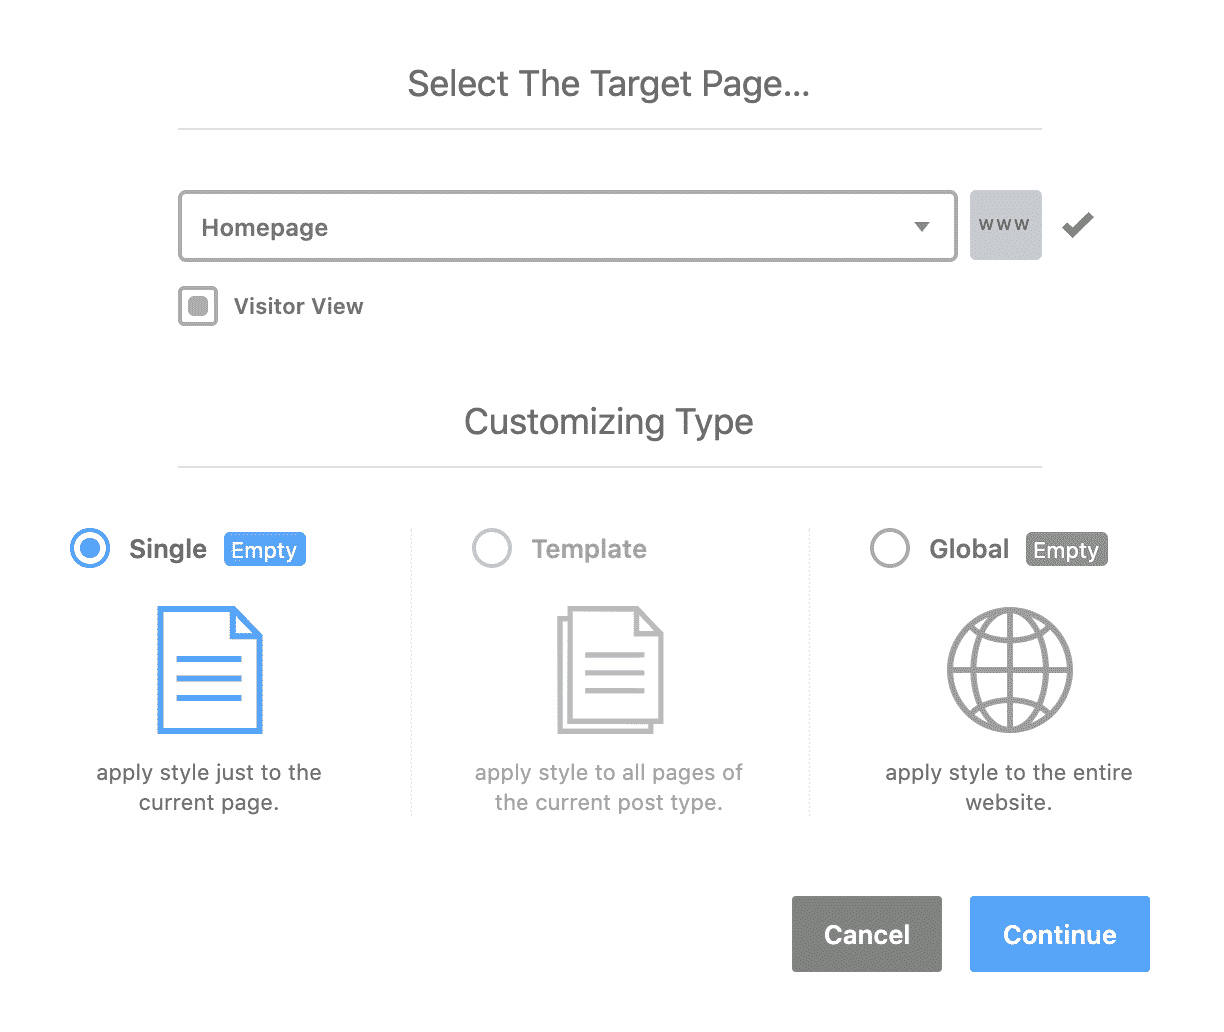 Select The Target Page...
Homepage
www
Visitor View
Customizing Type
Single Empty
Template
Global Empty
apply style just to the
current page.
apply style to all pages of
the current post type.
apply style to the entire
website.
Cancel
Continue